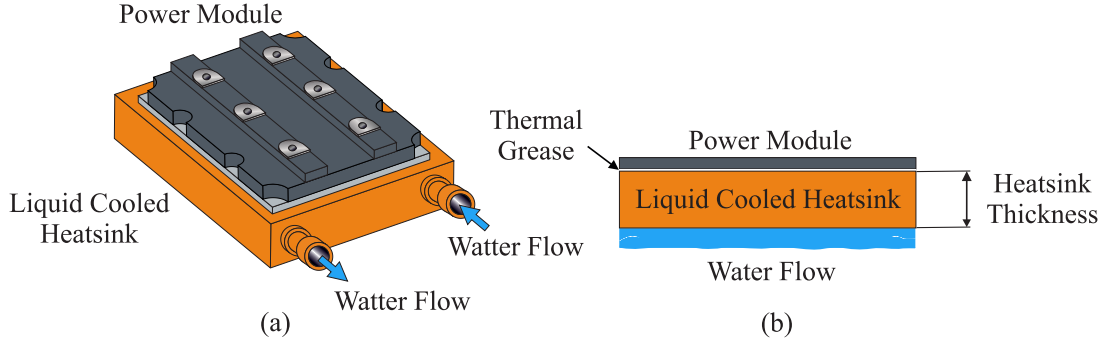 Power Module
Liquid Cooled
Heatsink
Watter Flow
Watter Flow
(a)
Thermal
Grease
Power Module
Liquid Cooled Heatsink
Heatsink
Thickness
Water Flow
(b)